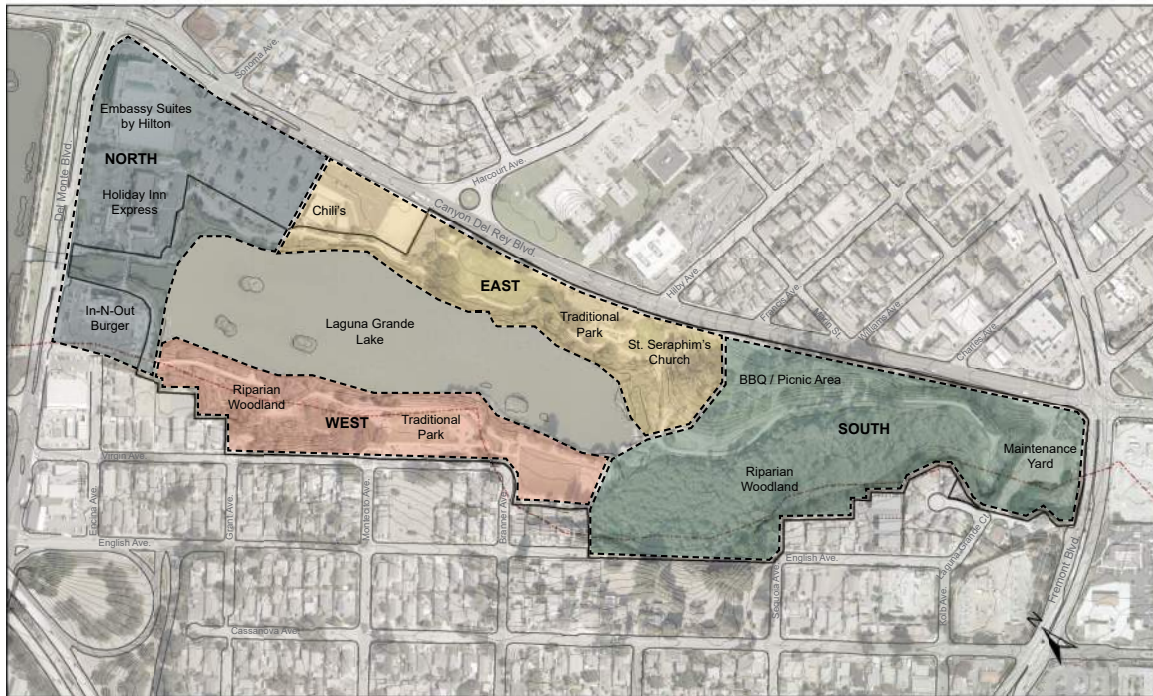 Sonoma Ave.
Embassy Suites
by Hilton
NORTH
Del Monte Blvd.
Holiday Inn
Express
Harcourt Ave.
Chili's
Canyon Del Rey Blvd.
In-N-Out
Burger
EAST
Laguna Grande
Lake
Traditional
Park
St. Seraphim's
Church
Hilby Ave.
Francis Ave.
Williams Ave.
Charles Ave.
BBQ / Picnic Area
Riparian
Woodland
WEST
Traditional
Park
SOUTH
Maintenance
Yard
Riparian
Woodland
Virgin Ave.
Encina Ave.
Grant Ave.
Montecito Ave.
Branner Ave.
English Ave.
English Ave.
Sequoia Ave.
Laguna Grande Ct.
Kolb Ave.
Fremont Blvd.
Cassanova Ave.
N